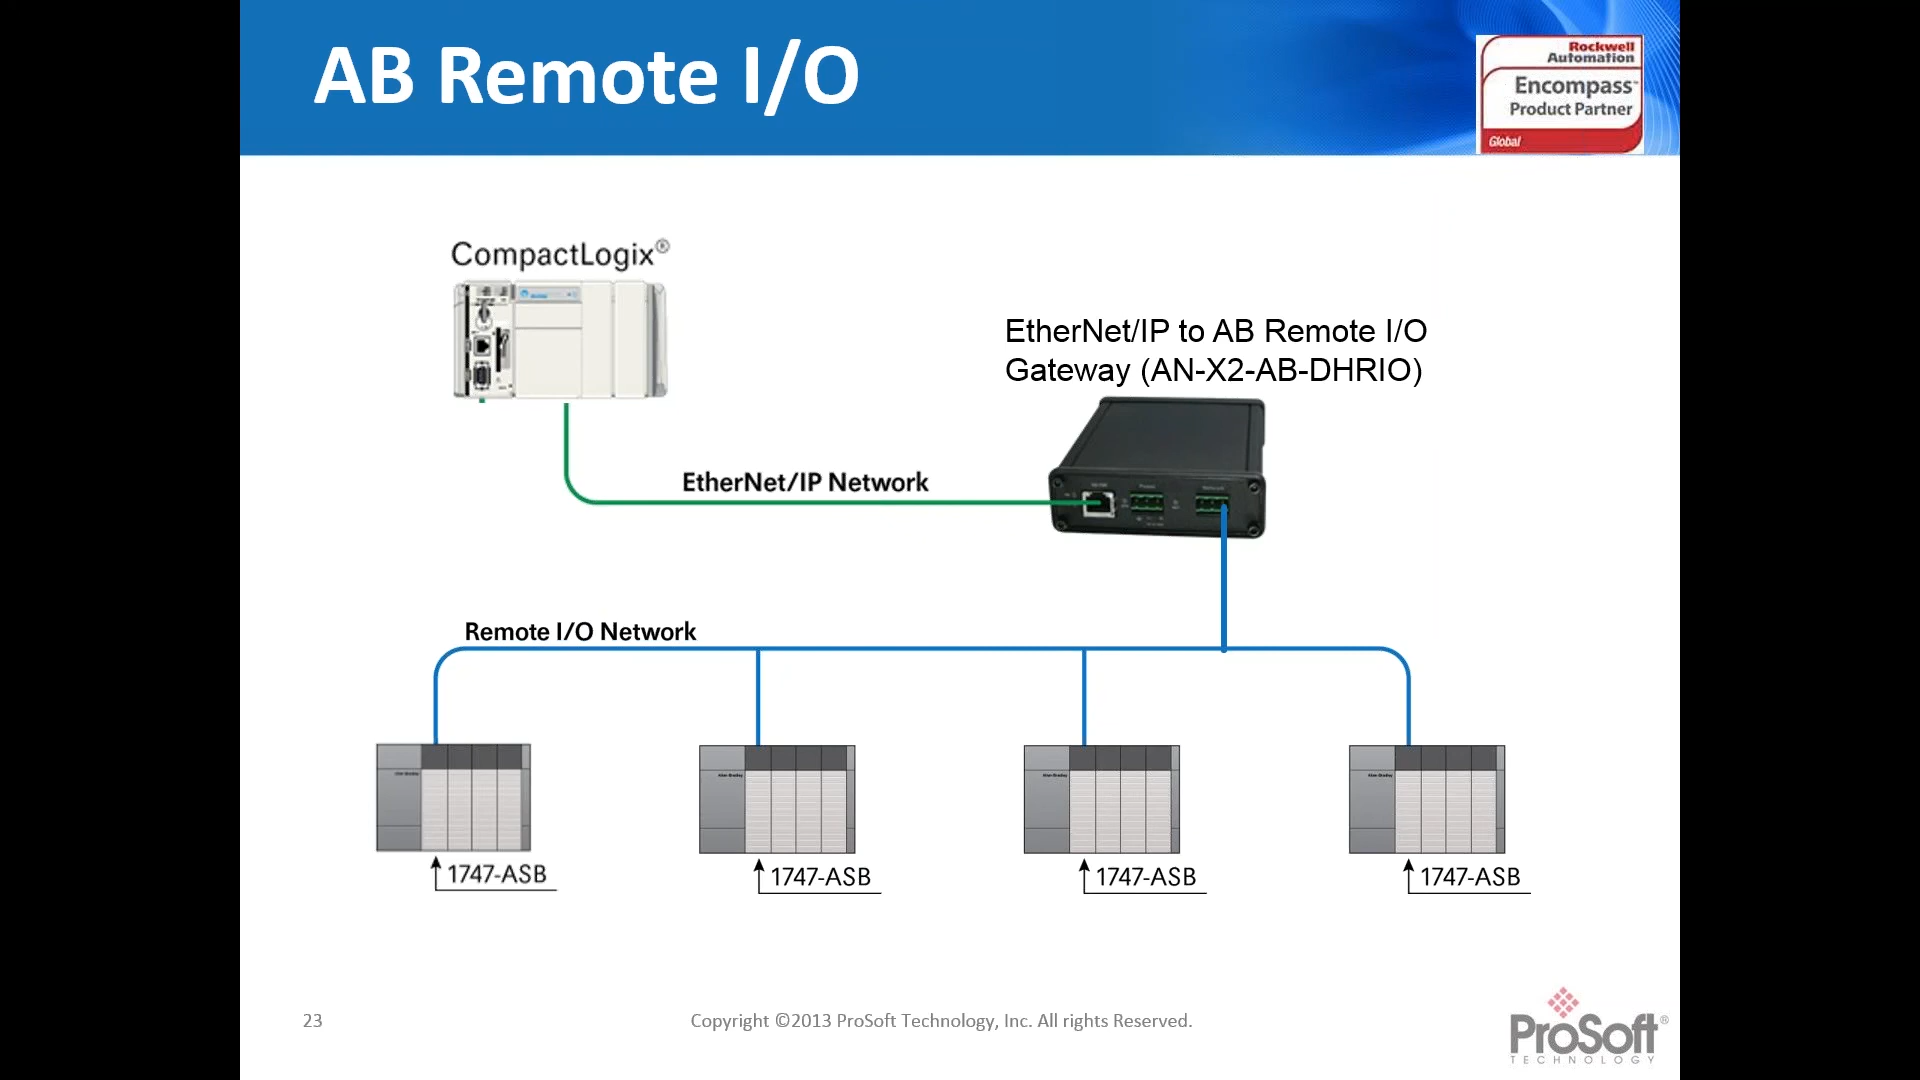 AB Remote I/O
Rockwell
Automation
Encompass™
Product Partner
Global
CompactLogix®
EtherNet/IP to AB Remote I/O
Gateway (AN-X2-AB-DHRIO)
EtherNet/IP Network
Remote I/O Network
1747-ASB
1747-ASB
1747-ASB
1747-ASB
23
Copyright ©2013 ProSoft Technology, Inc. All rights Reserved.
ProSoft®
TECHNOLOGY